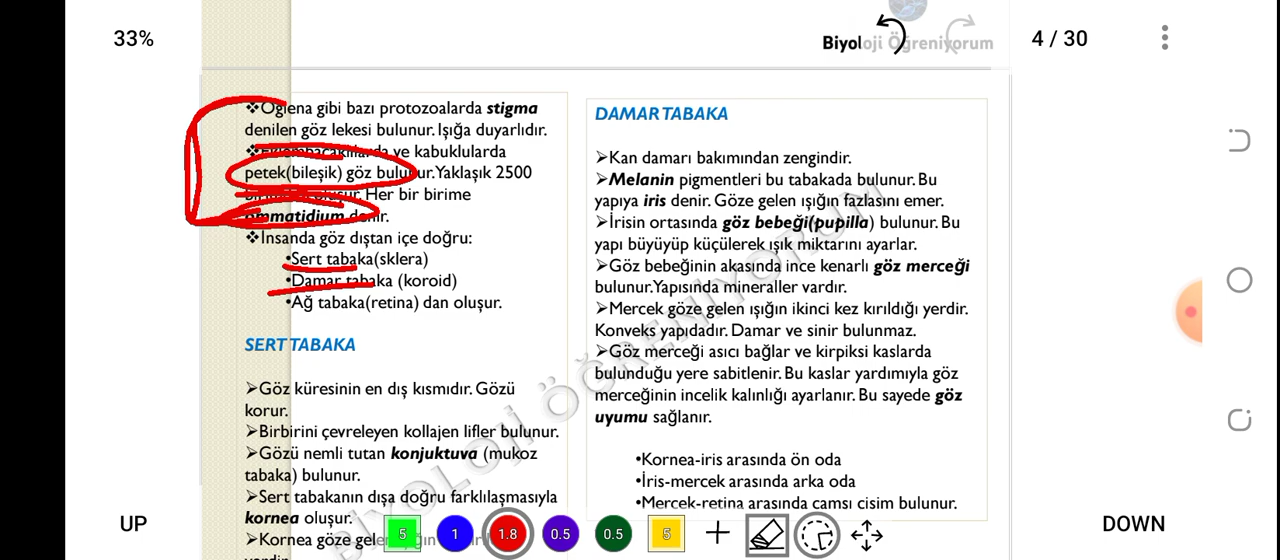 33%
Biyoloji Öğreniyorum
4 / 30
❖Öglena gibi bazı protozoalarda stigma
denilen göz lekesi bulunur. Işığa duyarlıdır.
❖Eklembacaklılarda ve kabuklularda
petek(bileşik) göz bulunur.Yaklaşık 2500
oluşur. Her bir birime
ommatidium denir.
❖İnsanda göz dıştan içe doğru:
•Sert tabaka(sklera)
•Damar tabaka (koroid)
•Ağ tabaka(retina) dan oluşur.
SERT TABAKA
➢Göz küresinin en dış kısmıdır. Gözü
korur.
➢Birbirini çevreleyen kollajen lifler bulunur.
➢Gözü nemli tutan konjuktuva (mukoz
tabaka) bulunur.
➢Sert tabakanın dışa doğru farklılaşmasıyla
kornea oluşur.
➢Kornea göze gelen
DAMAR TABAKA
➢Kan damarı bakımından zengindir.
➢Melanin pigmentleri bu tabakada bulunur. Bu
yapıya iris denir. Göze gelen ışığın fazlasını emer.
➢İrisin ortasında göz bebeği(pupilla) bulunur. Bu
yapı büyüyüp küçülerek ışık miktarını ayarlar.
➢Göz bebeğinin akasında ince kenarlı göz merceği
bulunur.Yapısında mineraller vardır.
➢Mercek göze gelen ışığın ikinci kez kırıldığı yerdir.
Konveks yapıdadır. Damar ve sinir bulunmaz.
➢Göz merceği asıcı bağlar ve kirpiksi kaslarda
bulunduğu yere sabitlenir. Bu kaslar yardımıyla göz
merceğinin incelik kalınlığı ayarlanır. Bu sayede göz
uyumu sağlanır.
•Kornea-iris arasında ön oda
•İris-mercek arasında arka oda
•Mercek-retina arasında camsı cisim bulunur.
BİYOLOJİ ÖĞRENİYORUM
UP
5
1
1.8
0.5
0.5
5
DOWN